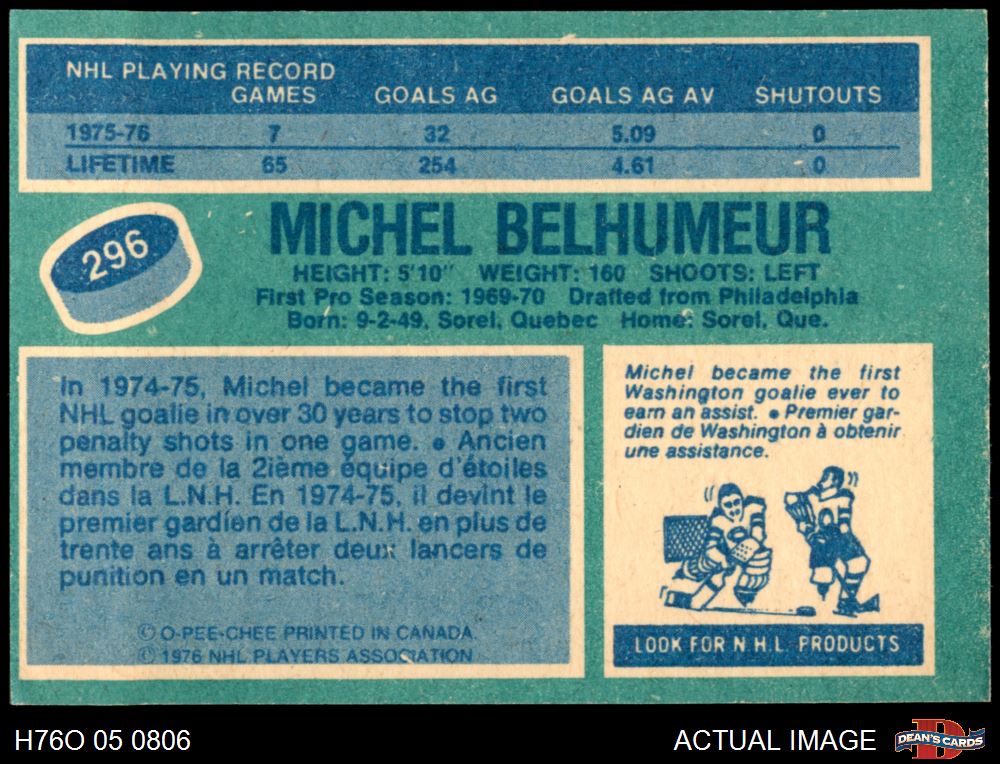 NHL PLAYING RECORD
GAMES GOALS AG GOALS AG AV SHUTOUTS
1975-76 7 32 5.09 0
LIFETIME 65 254 4.61 0
296
MICHEL BELHUMEUR
HEIGHT: 5'10" WEIGHT: 160 SHOOTS: LEFT
First Pro Season: 1969-70 Drafted from Philadelphia
Born: 9-2-49, Sorel, Quebec Home: Sorel, Que.
In 1974-75, Michel became the first
NHL goalie in over 30 years to stop two
penalty shots in one game. • Ancien
membre de la 2ième équipe d'étoiles
dans la L.N.H. En 1974-75, il devint le
premier gardien de la L.N.H. en plus de
trente ans à arrêter deux lancers de
punition en un match.
© O-PEE-CHEE PRINTED IN CANADA.
© 1976 NHL PLAYERS ASSOCIATION
Michel became the first
Washington goalie ever to
earn an assist. • Premier gar-
dien de Washington à obtenir
une assistance.
LOOK FOR N.H.L. PRODUCTS
H76O 05 0806
ACTUAL IMAGE
D
DEAN'S CARDS